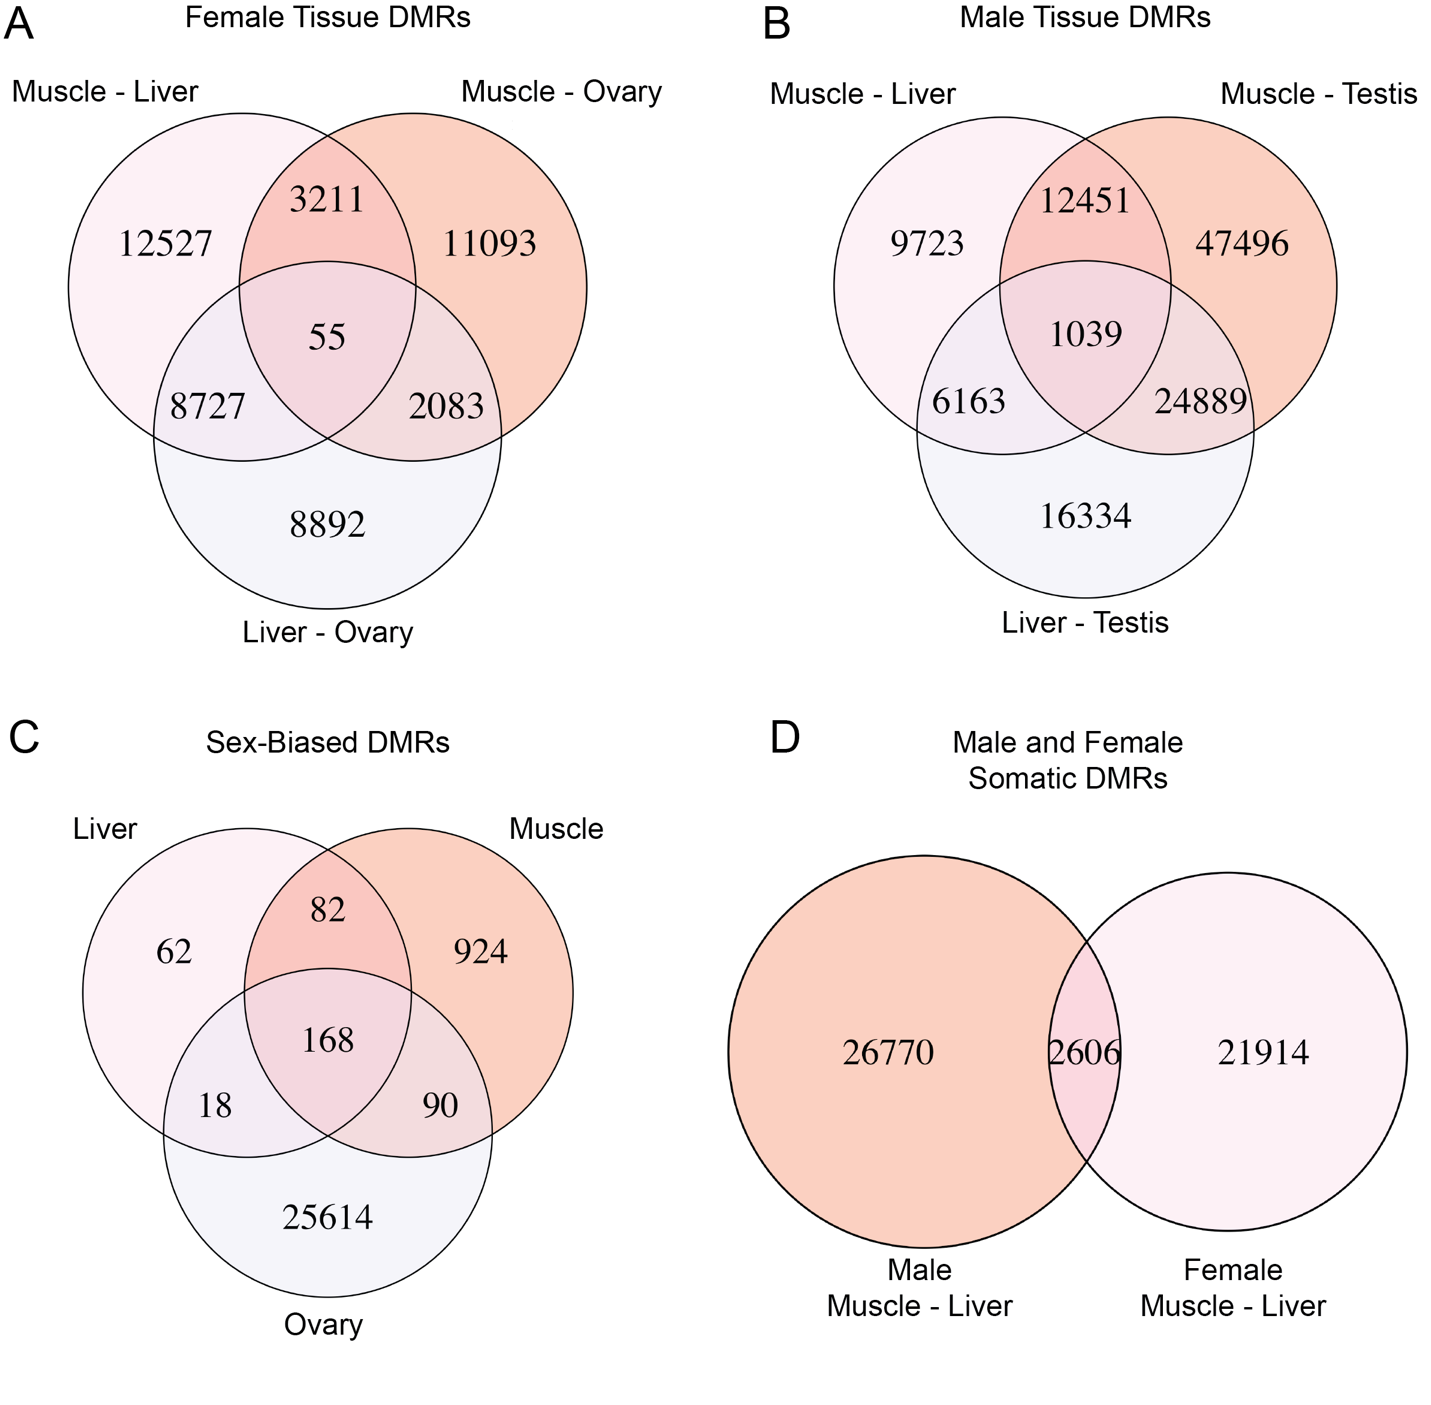 A
Female Tissue DMRs
Muscle - Liver
Muscle - Ovary
3211
12527
11093
55
8727
2083
8892
Liver - Ovary
B
Male Tissue DMRs
Muscle - Liver
Muscle - Testis
12451
9723
47496
1039
6163
24889
16334
Liver - Testis
C
Sex-Biased DMRs
Liver
Muscle
82
62
924
168
18
90
25614
Ovary
D
Male and Female
Somatic DMRs
26770
2606
21914
Male
Muscle - Liver
Female
Muscle - Liver